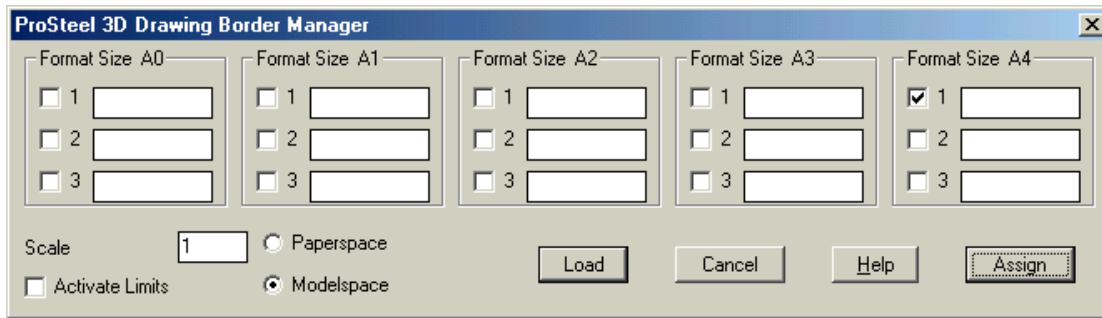 ProSteel 3D Drawing Border Manager
Format Size A0 Format Size A1 Format Size A2 Format Size A3 Format Size A4
1 1 1 1 1
2 2 2 2 2
3 3 3 3 3
Scale 1 Paperspace
Load Cancel Help Assign
Activate Limits Modelspace